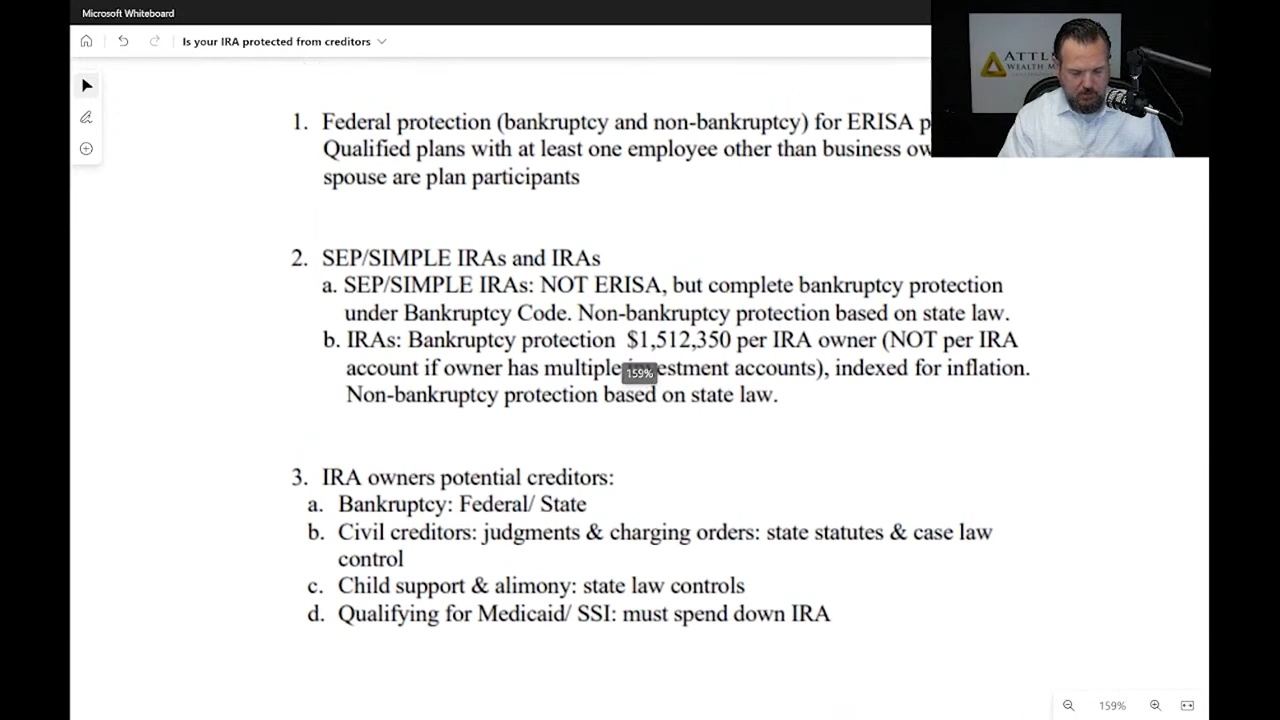 Microsoft Whiteboard
Is your IRA protected from creditors
ATTL
WEALTH M
1. Federal protection (bankruptcy and non-bankruptcy) for ERISA p
Qualified plans with at least one employee other than business ow
spouse are plan participants
2. SEP/SIMPLE IRAs and IRAs
a. SEP/SIMPLE IRAs: NOT ERISA, but complete bankruptcy protection
under Bankruptcy Code. Non-bankruptcy protection based on state law.
b. IRAs: Bankruptcy protection $1,512,350 per IRA owner (NOT per IRA
account if owner has multiple estment accounts), indexed for inflation.
159%
Non-bankruptcy protection based on state law.
3. IRA owners potential creditors:
a. Bankruptcy: Federal/ State
b. Civil creditors: judgments & charging orders: state statutes & case law
control
c. Child support & alimony: state law controls
d. Qualifying for Medicaid/ SSI: must spend down IRA
159%